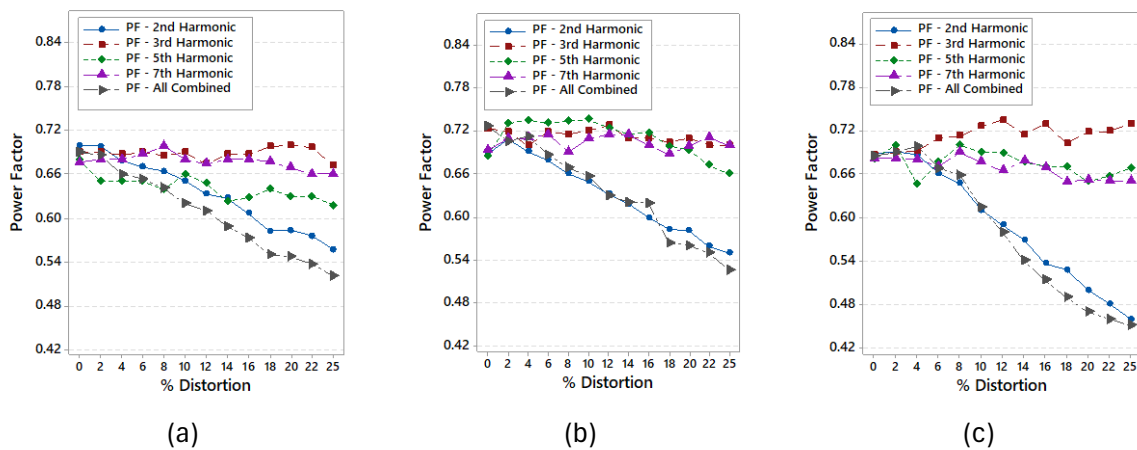 PF - 2nd Harmonic
PF - 3rd Harmonic
PF - 5th Harmonic
PF - 7th Harmonic
PF - All Combined
0.84
0.78
0.72
0.66
0.60
0.54
0.48
0.42
Power Factor
0 2 4 6 8 10 12 14 16 18 20 22 25
% Distortion
(a)
PF - 2nd Harmonic
PF - 3rd Harmonic
PF - 5th Harmonic
PF - 7th Harmonic
PF - All Combined
0.84
0.78
0.72
0.66
0.60
0.54
0.48
0.42
Power Factor
0 2 4 6 8 10 12 14 16 18 20 22 25
% Distortion
(b)
PF - 2nd Harmonic
PF - 3rd Harmonic
PF - 5th Harmonic
PF - 7th Harmonic
PF - All Combined
0.84
0.78
0.72
0.66
0.60
0.54
0.48
0.42
Power Factor
0 2 4 6 8 10 12 14 16 18 20 22 25
% Distortion
(c)